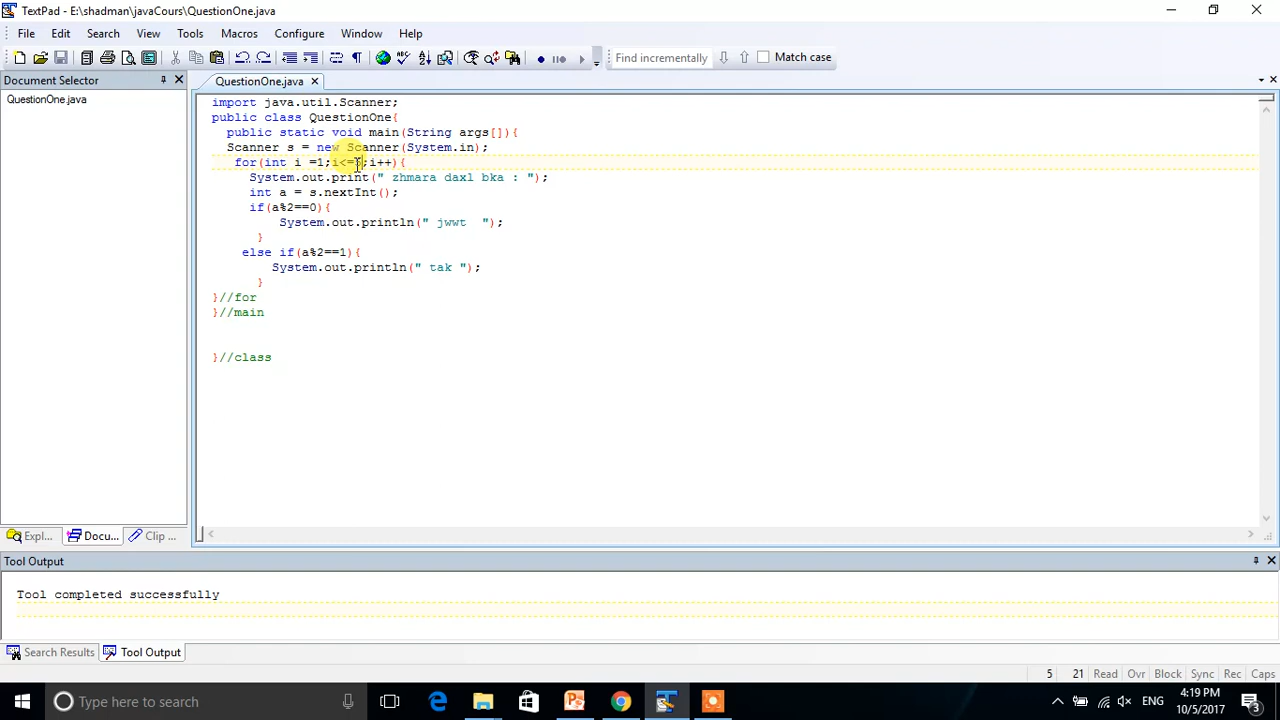 TextPad - E:\shadman\javaCours\QuestionOne.java
File Edit Search View Tools Macros Configure Window Help
Find incrementally Match case
Document Selector
QuestionOne.java
QuestionOne.java
import java.util.Scanner;
public class QuestionOne{
public static void main(String args[]){
Scanner s = new Scanner(System.in);
for(int i =1;i<= ;i++){
System.out.print(" zhmara daxl bka : ");
int a = s.nextInt();
if(a%2==0){
System.out.println(" jwwt  ");
}
else if(a%2==1){
System.out.println(" tak ");
}
}//for
}//main
}//class
Expl... Docu... Clip ...
Tool Output
Tool completed successfully
Search Results Tool Output
5 21 Read Ovr Block Sync Rec Caps
Type here to search
ENG
4:19 PM
10/5/2017
3